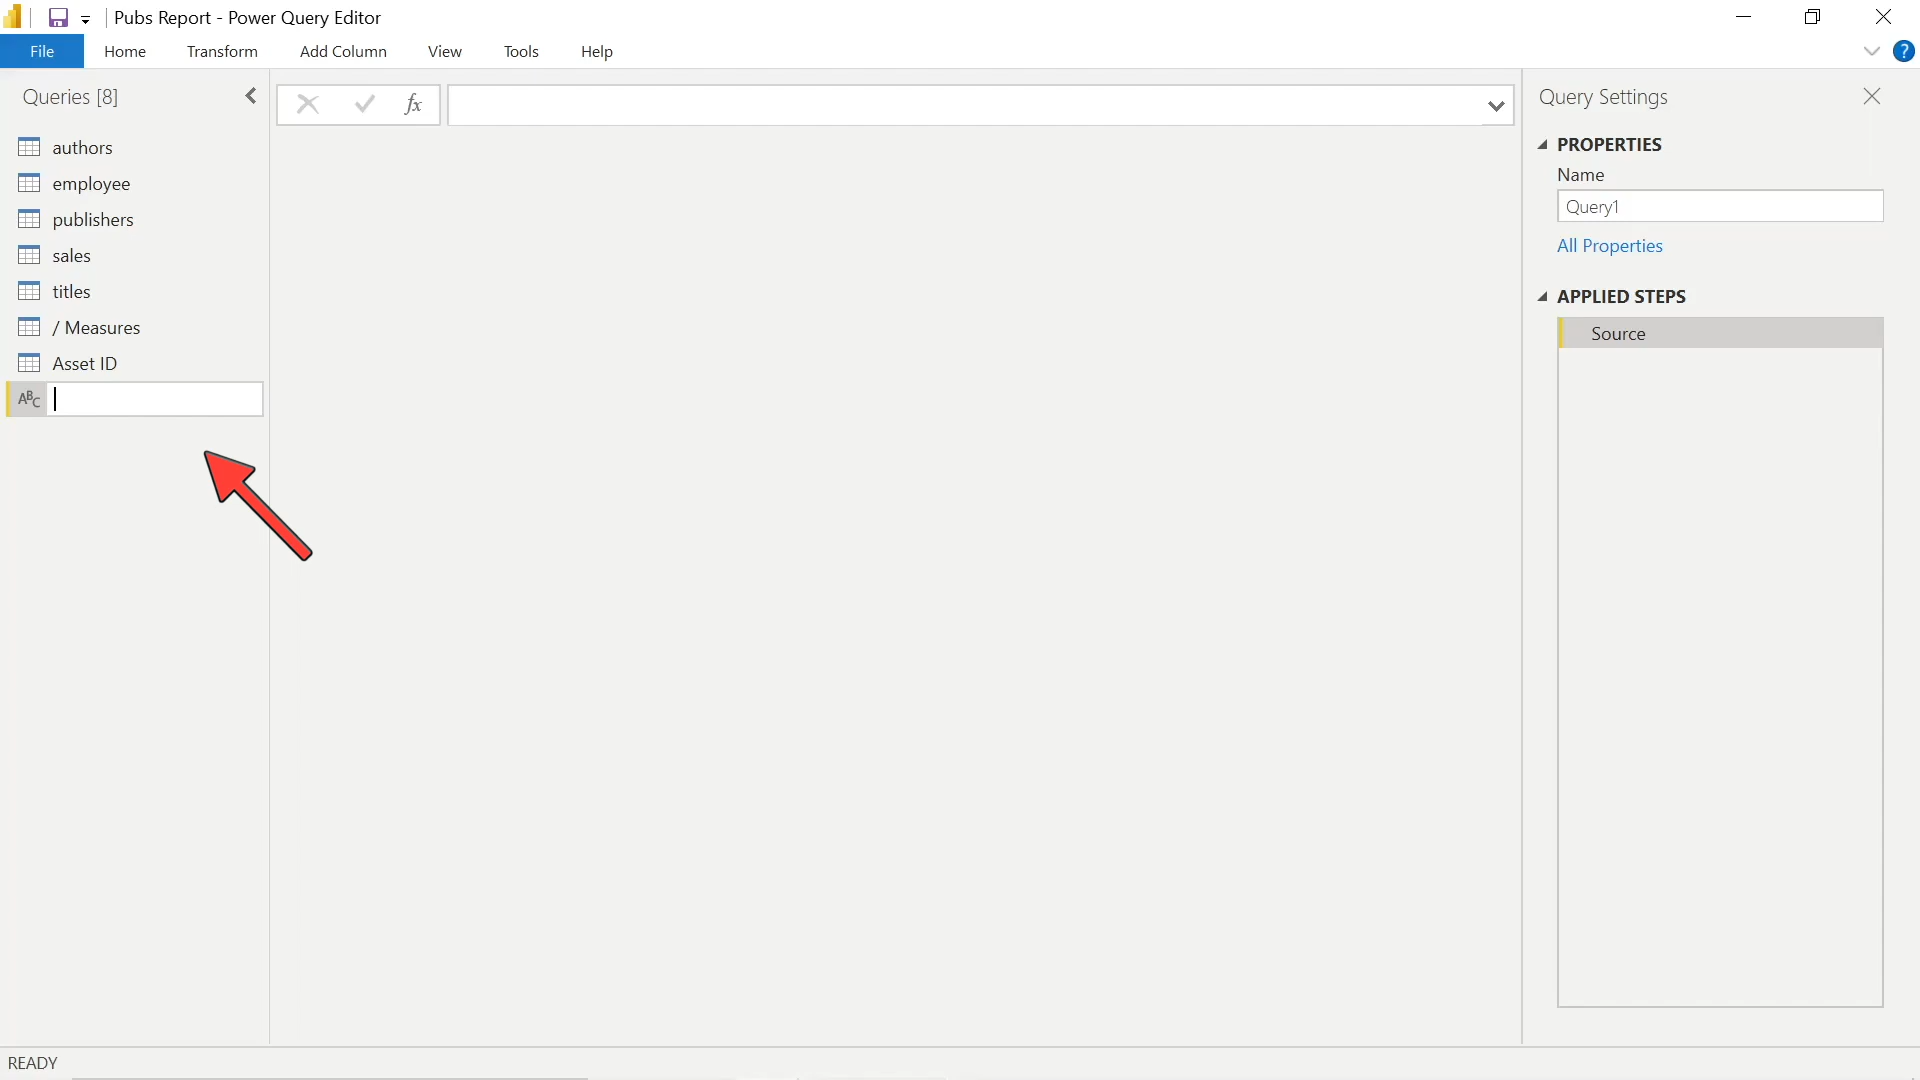 Pubs Report - Power Query Editor
File Home Transform Add Column View Tools Help ?
Queries [8]
authors
employee
publishers
sales
titles
/ Measures
Asset ID
ABC
fx
Query Settings
PROPERTIES
Name
Query1
All Properties
APPLIED STEPS
Source
READY